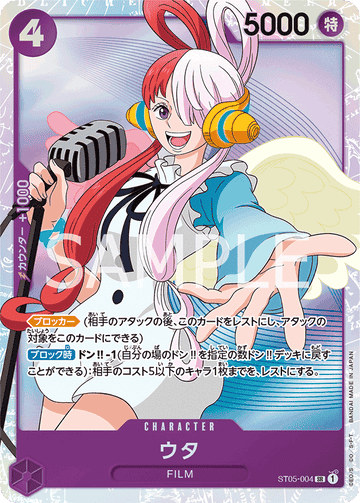 4
5000
特
カウンター +1000
SAMPLE
ブロッカー (相手のアタックの後、このカードをレストにし、アタックの
対象をこのカードにできる)
ブロック時 ドン!!-1(自分の場のドン!!を指定の数ドン!!デッキに戻す
ことができる):相手のコスト5以下のキャラ1枚までを、レストにする。
CHARACTER
ウタ
FILM
ST05-004 SR 1
BANDAI MADE IN JAPAN